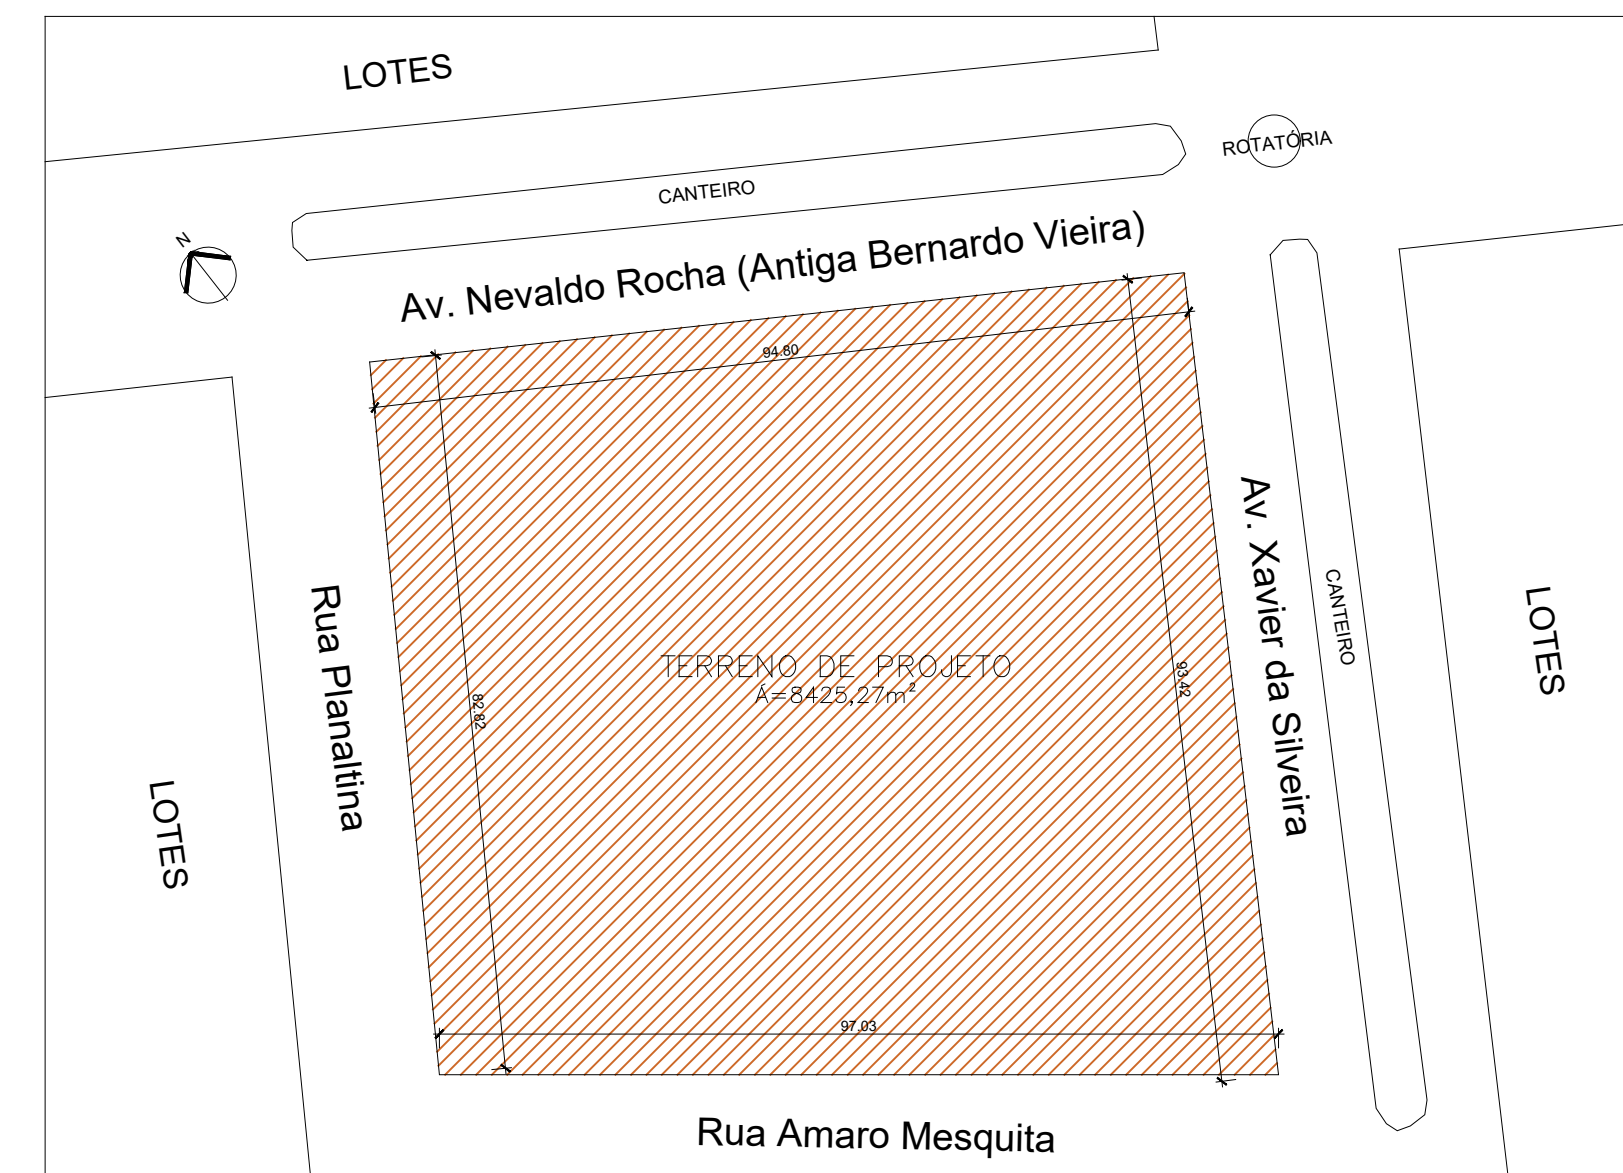 LOTES
ROTATÓRIA
CANTEIRO
N
Av. Nevaldo Rocha (Antiga Bernardo Vieira)
94.80
Av. Xavier da Silveira
CANTEIRO
LOTES
Rua Planaltina
TERRENO DE PROJETO
Á=8425,27m²
93.42
82.82
LOTES
97.03
Rua Amaro Mesquita